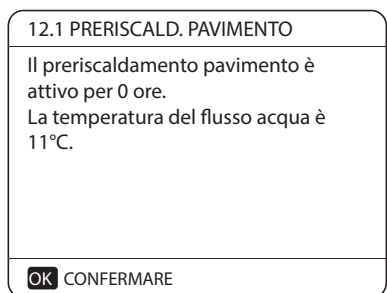 12.1 PRERISCALD. PAVIMENTO
Il preriscaldamento pavimento è
attivo per 0 ore.
La temperatura del flusso acqua è
11°C.
OK CONFERMARE